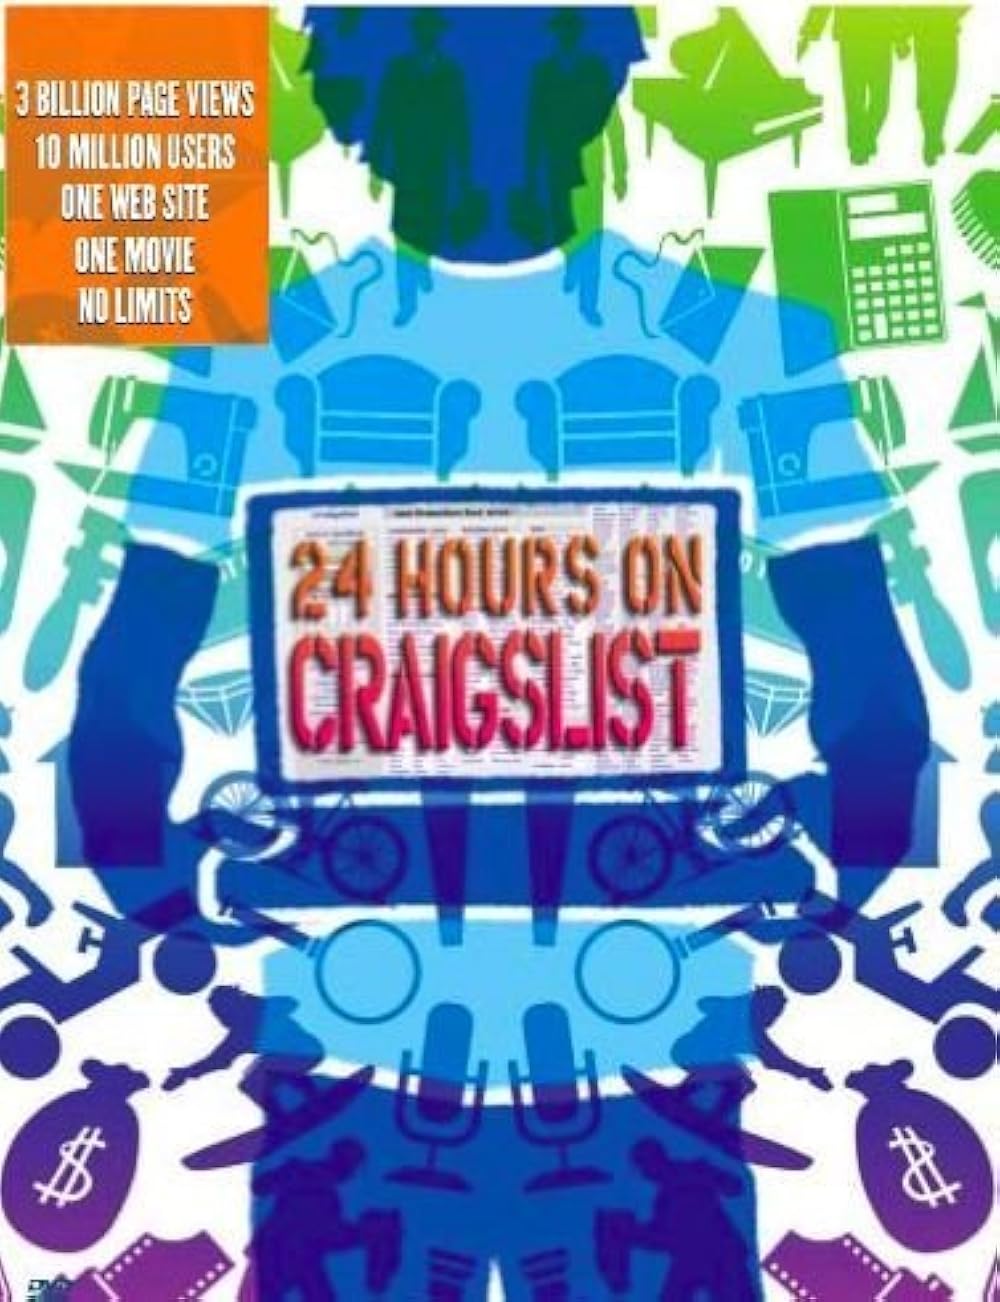 3 BILLION PAGE VIEWS
10 MILLION USERS
ONE WEB SITE
ONE MOVIE
NO LIMITS
24 HOURS ON
CRAIGSLIST
$
$